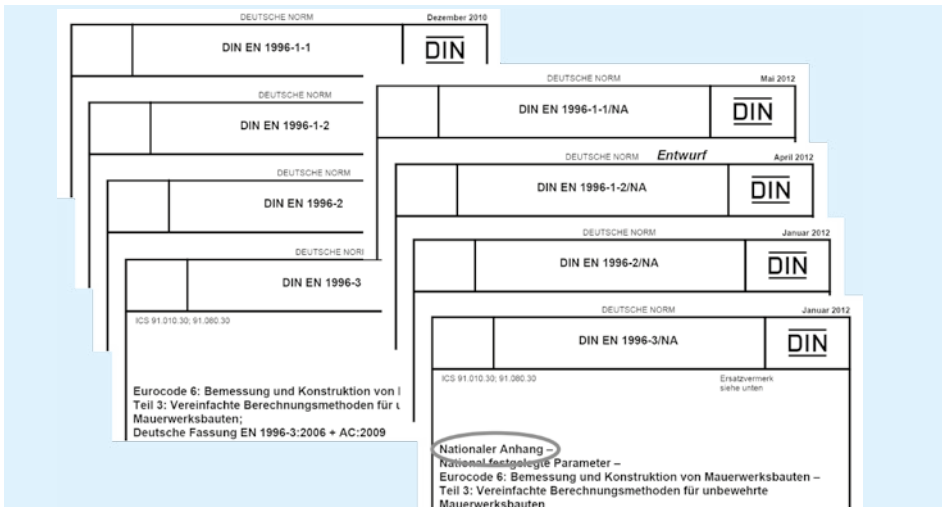 DEUTSCHE NORM
Dezember 2010
DIN EN 1996-1-1
DIN
DEUTSCHE NORM
DIN EN 1996-1-2
DEUTSCHE NORM
DIN EN 1996-2
DEUTSCHE NORI
DIN EN 1996-3
ICS 91.010.30; 91.080.30
Eurocode 6: Bemessung und Konstruktion von
Teil 3: Vereinfachte Berechnungsmethoden für
Mauerwerksbauten;
Deutsche Fassung EN 1996-3:2006 + AC:2009
DEUTSCHE NORM
Mai 2012
DIN EN 1996-1-1/NA
DIN
DEUTSCHE NORM Entwurf
April 2012
DIN EN 1996-1-2/NA
DIN
DEUTSCHE NORM
Januar 2012
DIN EN 1996-2/NA
DIN
DEUTSCHE NORM
Januar 2012
DIN EN 1996-3/NA
DIN
ICS 91.010.30; 91.080.30
Ersatzvermerk
siehe unten
Nationaler Anhang –
National festgelegte Parameter –
Eurocode 6: Bemessung und Konstruktion von Mauerwerksbauten –
Teil 3: Vereinfachte Berechnungsmethoden für unbewehrte
Mauerwerksbauten